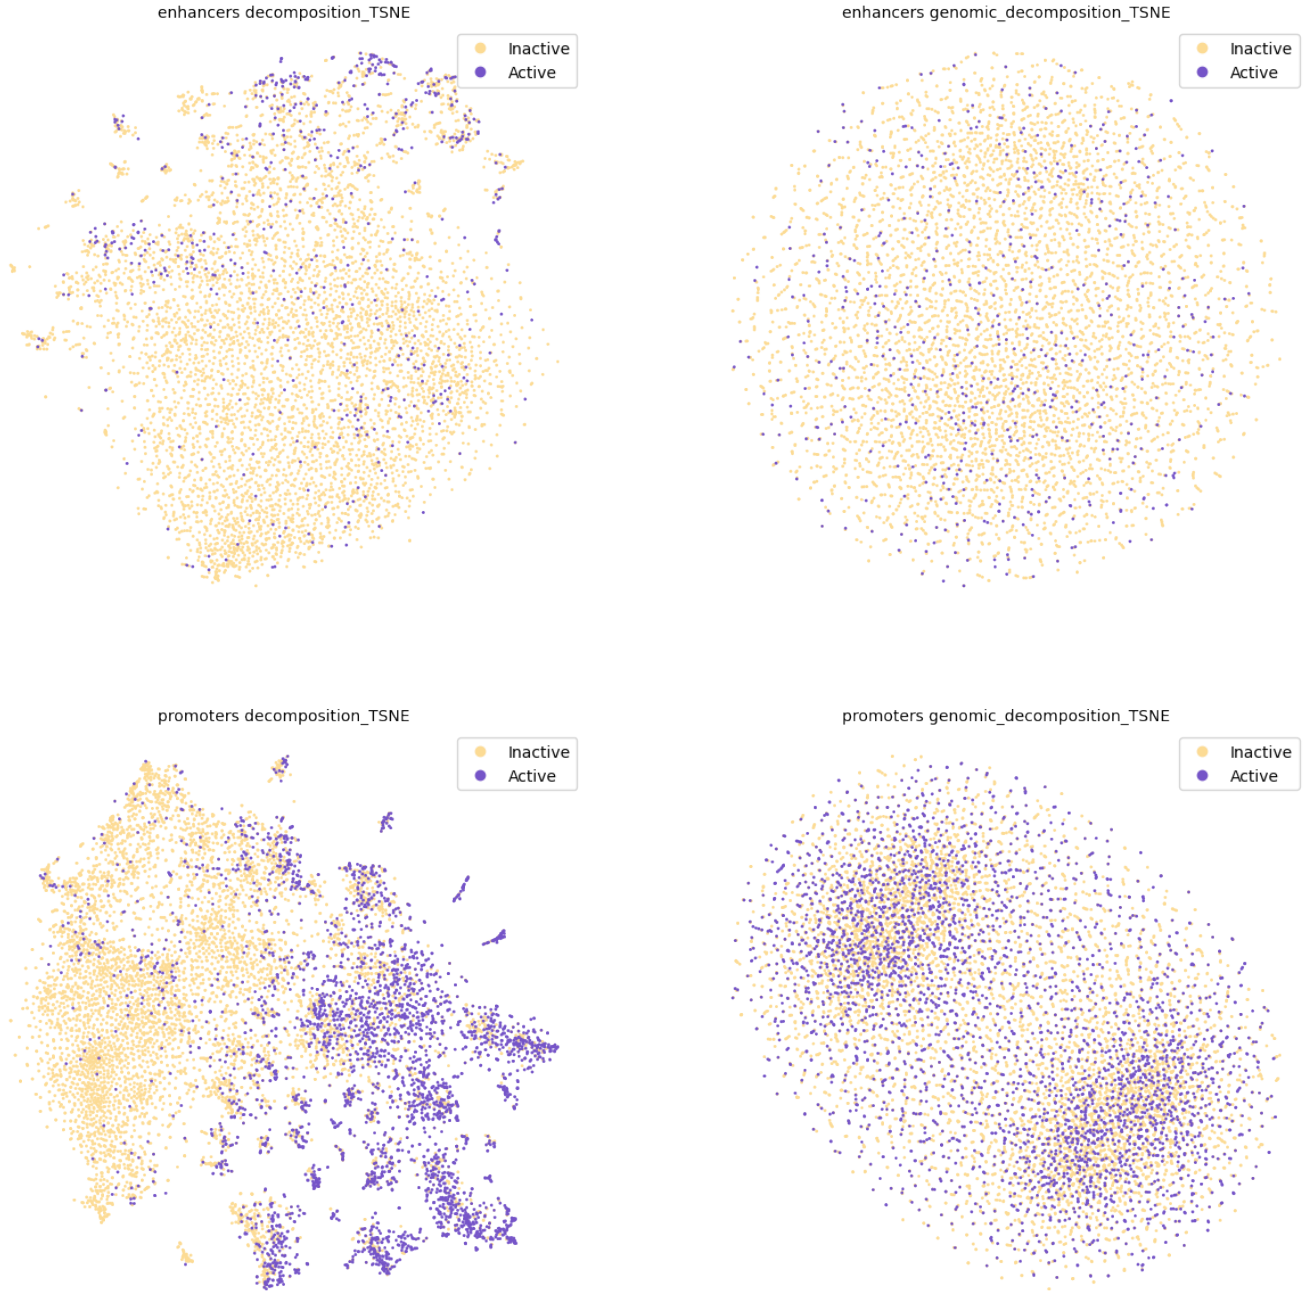 enhancers decomposition_TSNE
Inactive
Active
enhancers genomic_decomposition_TSNE
Inactive
Active
promoters decomposition_TSNE
Inactive
Active
promoters genomic_decomposition_TSNE
Inactive
Active